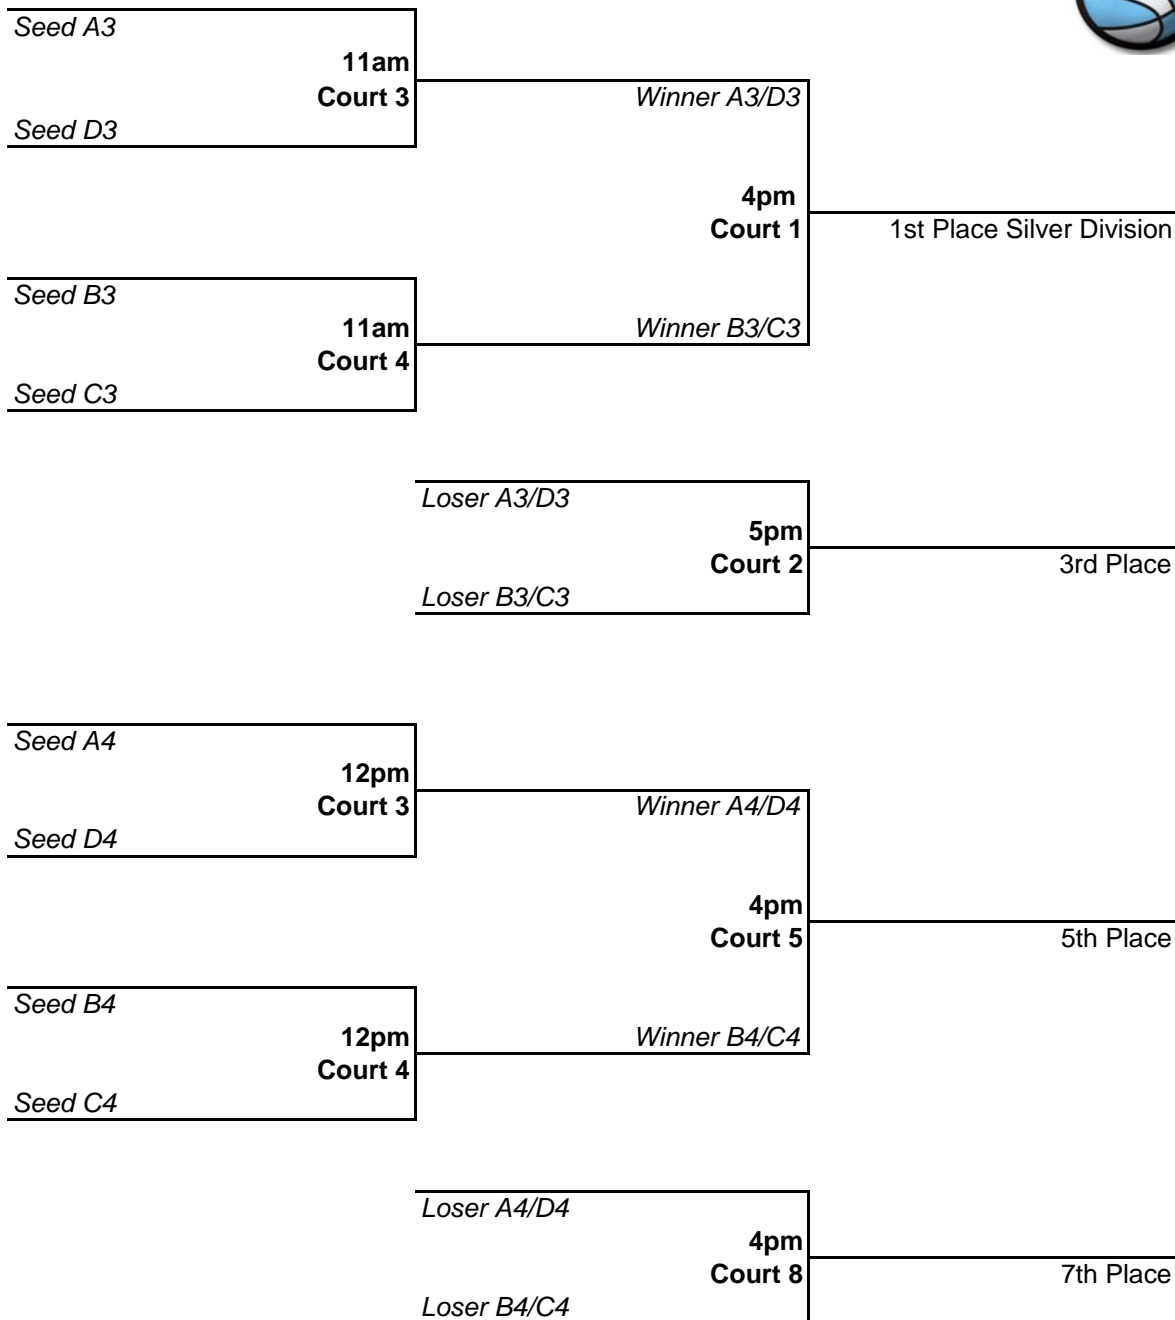 Seed A3
11am
Court 3
Winner A3/D3
Seed D3
4pm
Court 1
1st Place Silver Division
Seed B3
11am
Winner B3/C3
Court 4
Seed C3
Loser A3/D3
5pm
Court 2
3rd Place
Loser B3/C3
Seed A4
12pm
Court 3
Winner A4/D4
Seed D4
4pm
Court 5
5th Place
Seed B4
12pm
Winner B4/C4
Court 4
Seed C4
Loser A4/D4
4pm
Court 8
7th Place
Loser B4/C4